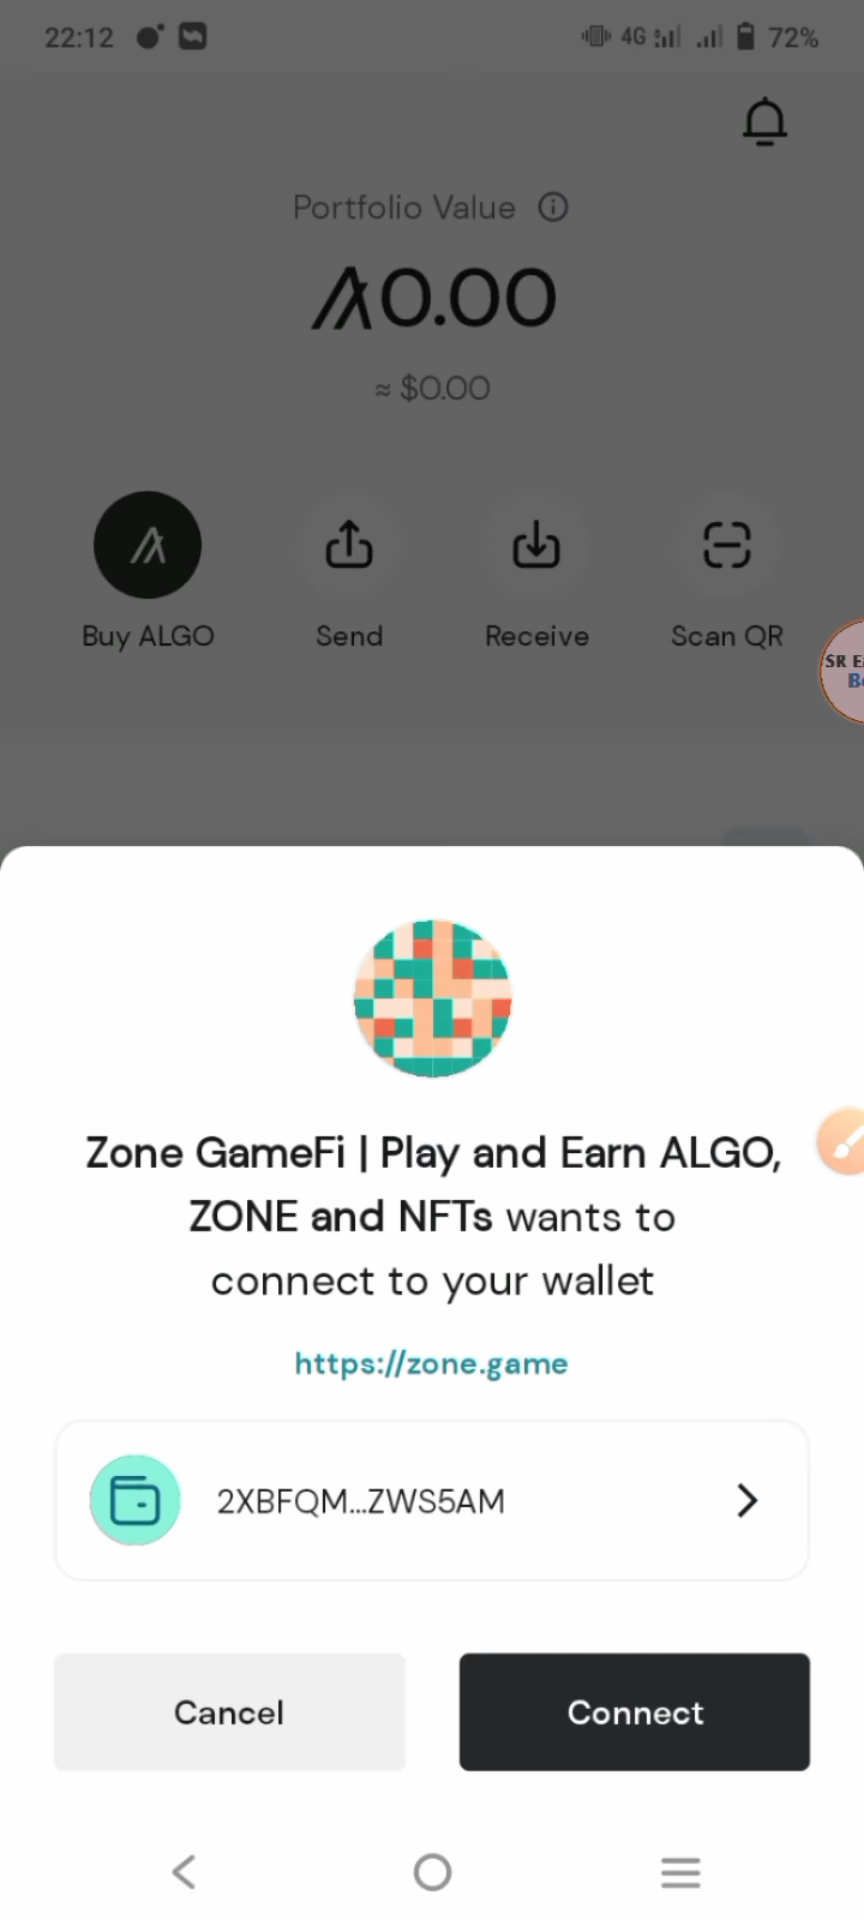 22:12 4G 72%
Portfolio Value
0.00
≈ $0.00
Buy ALGO Send Receive Scan QR
SR
Zone GameFi | Play and Earn ALGO,
ZONE and NFTs wants to
connect to your wallet
https://zone.game
2XBFQM...ZWS5AM
Cancel Connect